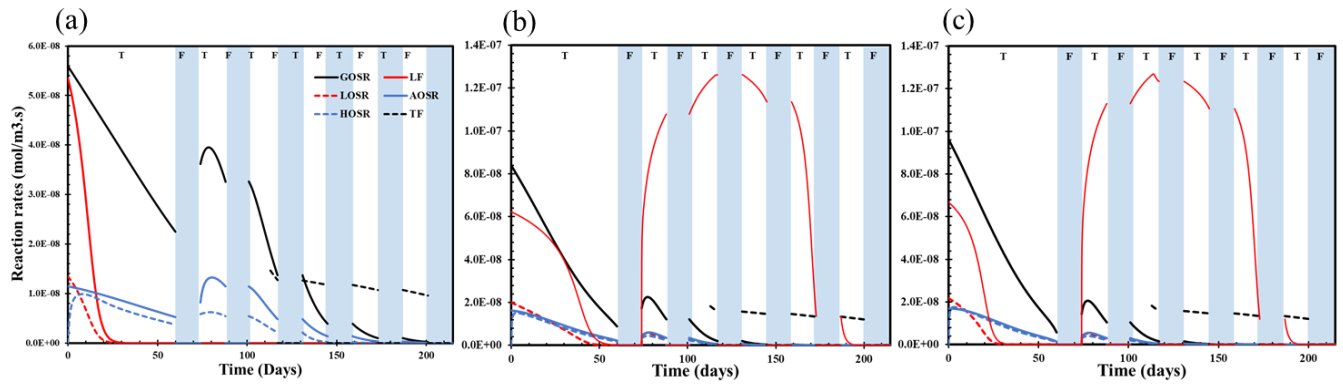 (a)
T F T F T F T F T F T F
6.0E-08
5.0E-08
4.0E-08
3.0E-08
2.0E-08
1.0E-08
0.0E+00
Reaction rates (mol/m3.s)
GOSR LF
LOSR AOSR
HOSR TF
0 50 100 150 200
Time (Days)
(b)
T F T F T F T F T F T F
1.4E-07
1.2E-07
1.0E-07
8.0E-08
6.0E-08
4.0E-08
2.0E-08
0.0E+00
0 50 100 150 200
Time (days)
(c)
T F T F T F T F T F T F
1.4E-07
1.2E-07
1.0E-07
8.0E-08
6.0E-08
4.0E-08
2.0E-08
0.0E+00
0 50 100 150 200
Time (days)